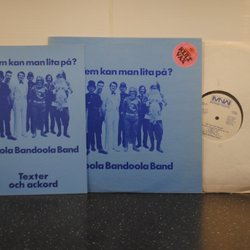 em kan man lita på?
oola Bandoola Band
Texter
och ackord
em kan man lita på?
oola Bandoola Band
MNW